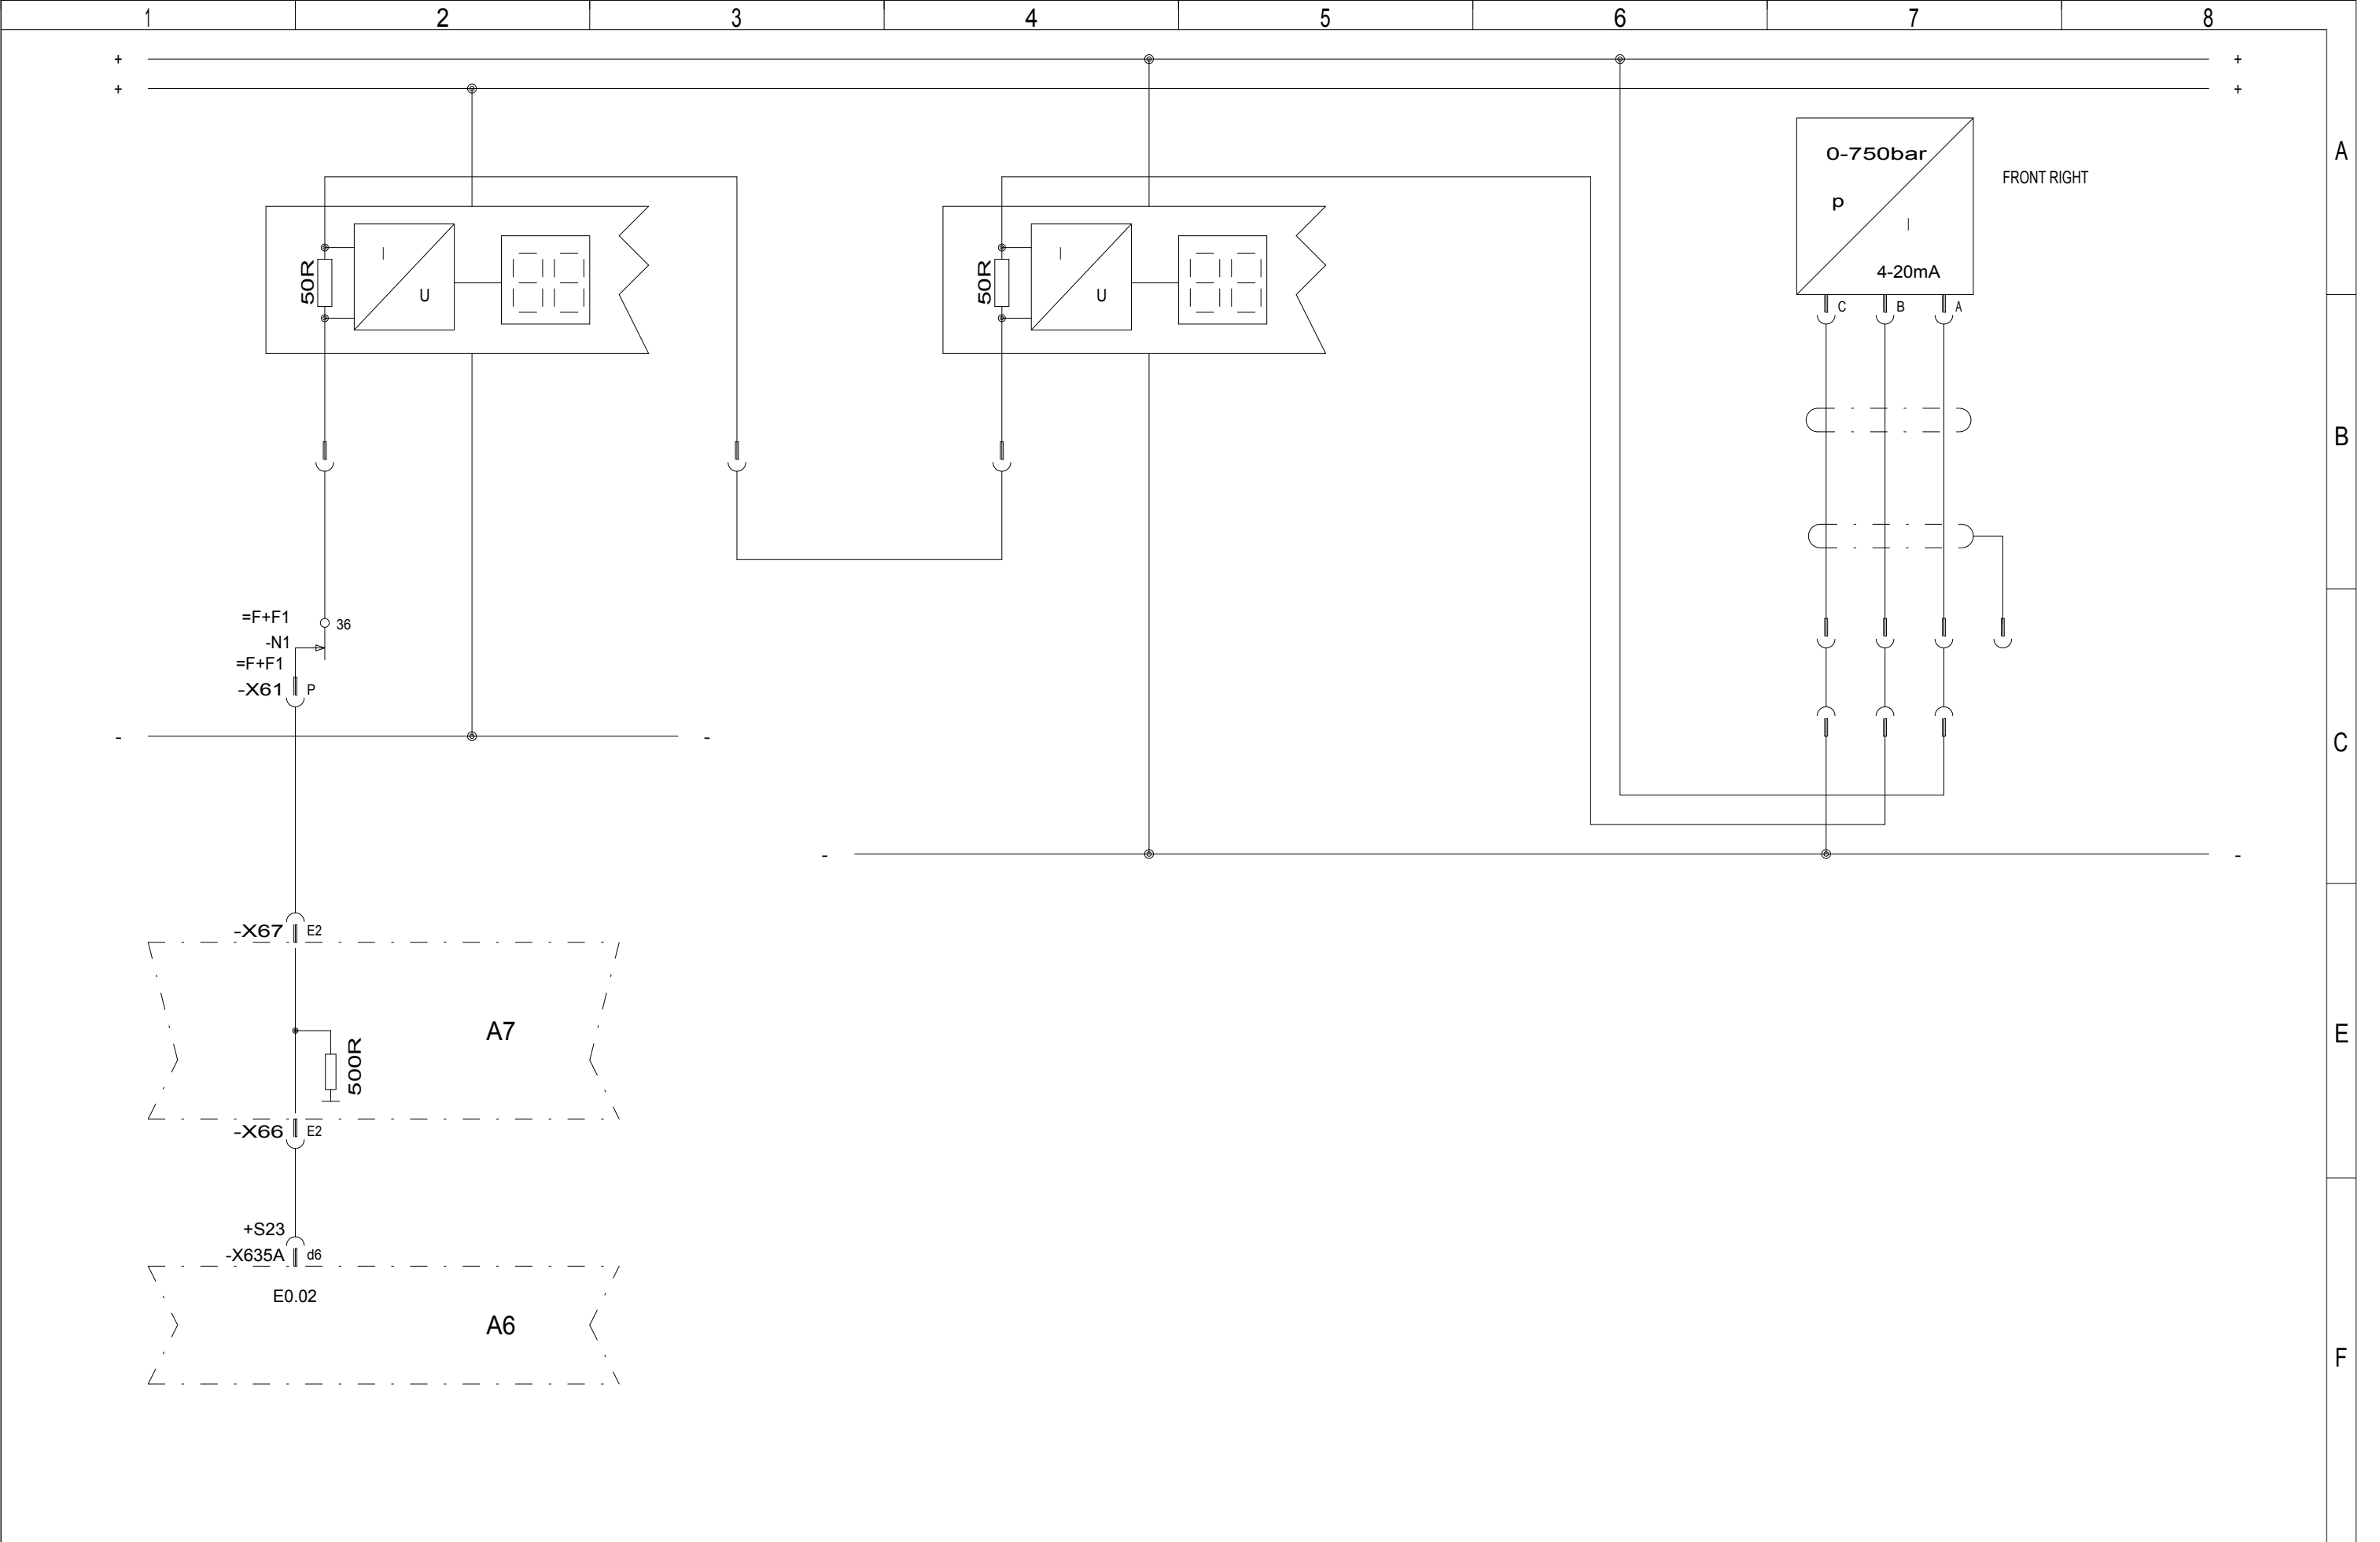 1 2 3 4 5 6 7 8
+ +
+ +
A
0-750bar
FRONT RIGHT
p
I
4-20mA
50R
I
U
50R
I
U
C B A
B
=F+F1
36
-N1
=F+F1
-X61 P
- -
C
- -
-X67 E2
A7
E
500R
-X66 E2
+S23
-X635A d6
E0.02
A6
F